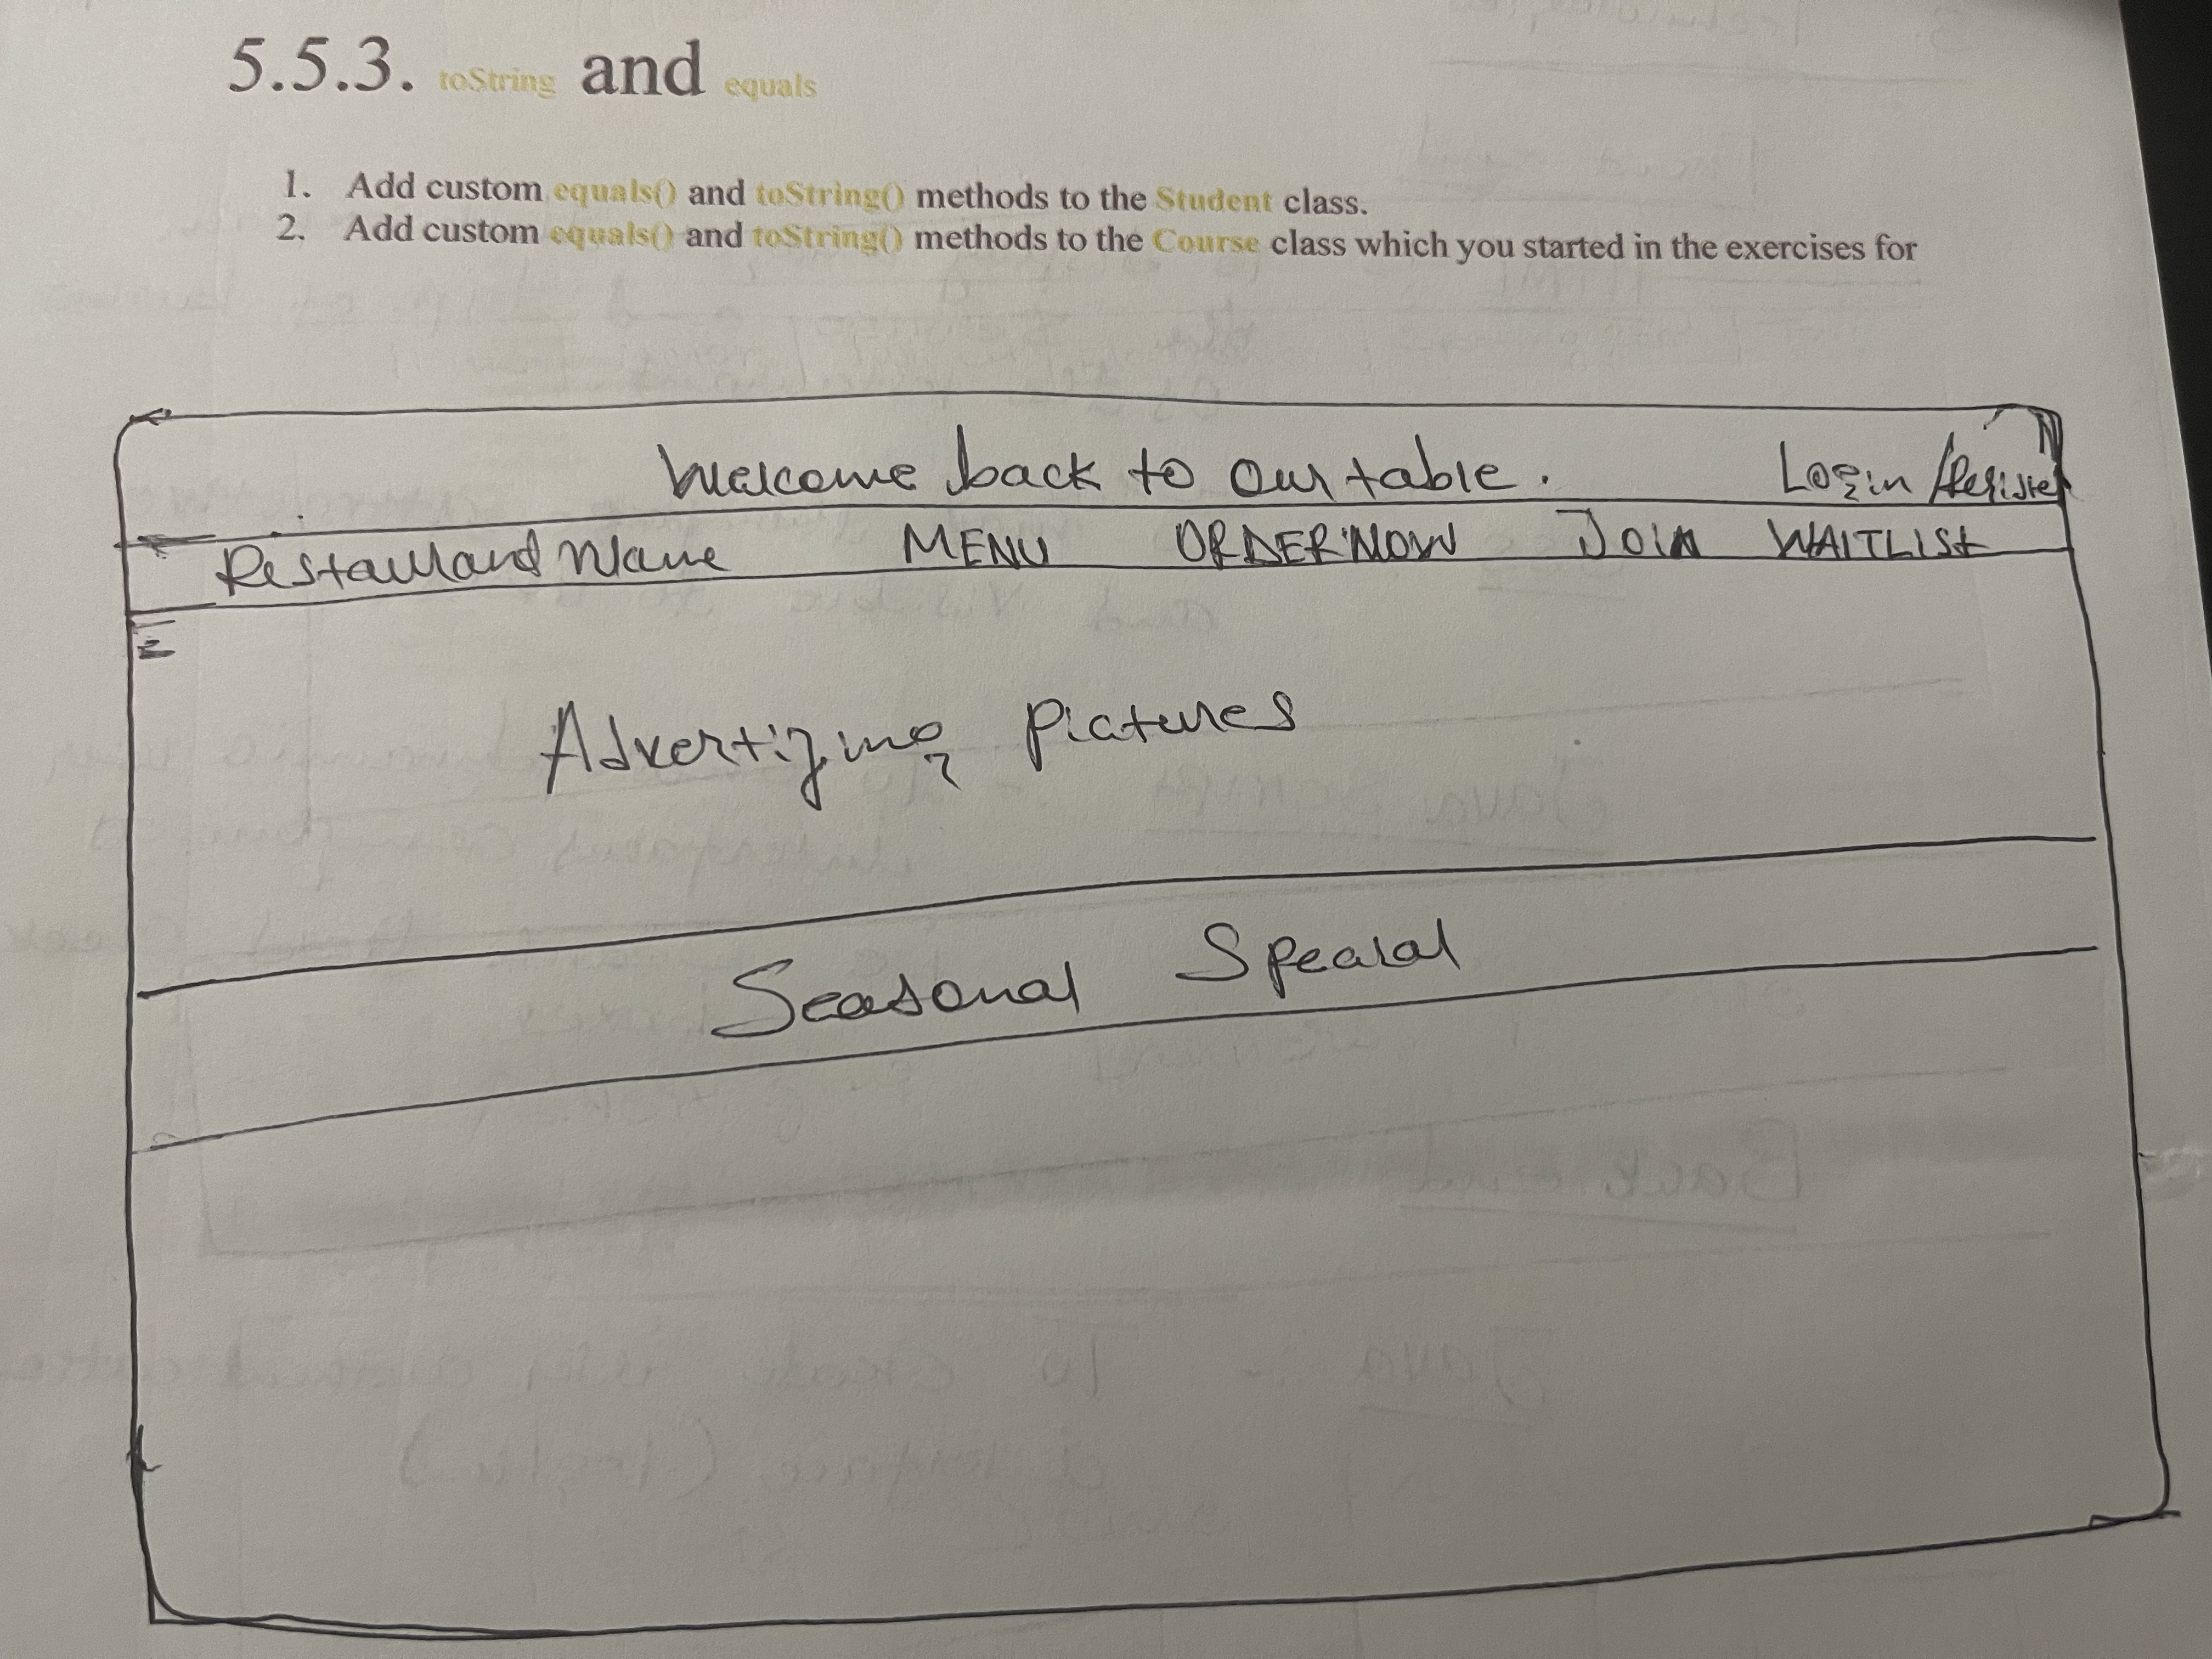 5.5.3. toString and equals
1. Add custom equals() and toString() methods to the Student class.
2. Add custom equals() and toString() methods to the Course class which you started in the exercises for
Welcome back to our table.
Login/Register
Restaurand Name MENU ORDER NOW JOIN WAITLIST
Advertizing pictures
Seasonal Special